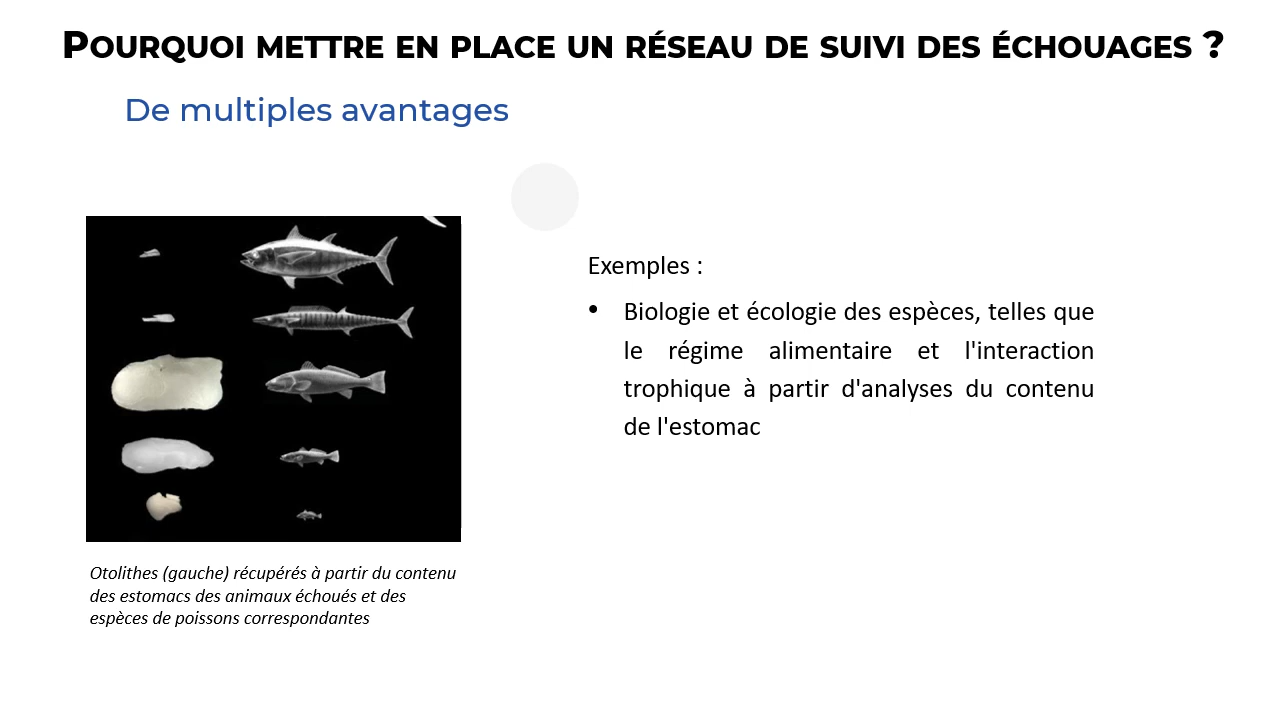 POURQUOI METTRE EN PLACE UN RÉSEAU DE SUIVI DES ÉCHOUAGES ?
De multiples avantages
Exemples :
• Biologie et écologie des espèces, telles que
le régime alimentaire et l'interaction
trophique à partir d'analyses du contenu
de l'estomac
Otolithes (gauche) récupérés à partir du contenu
des estomacs des animaux échoués et des
espèces de poissons correspondantes